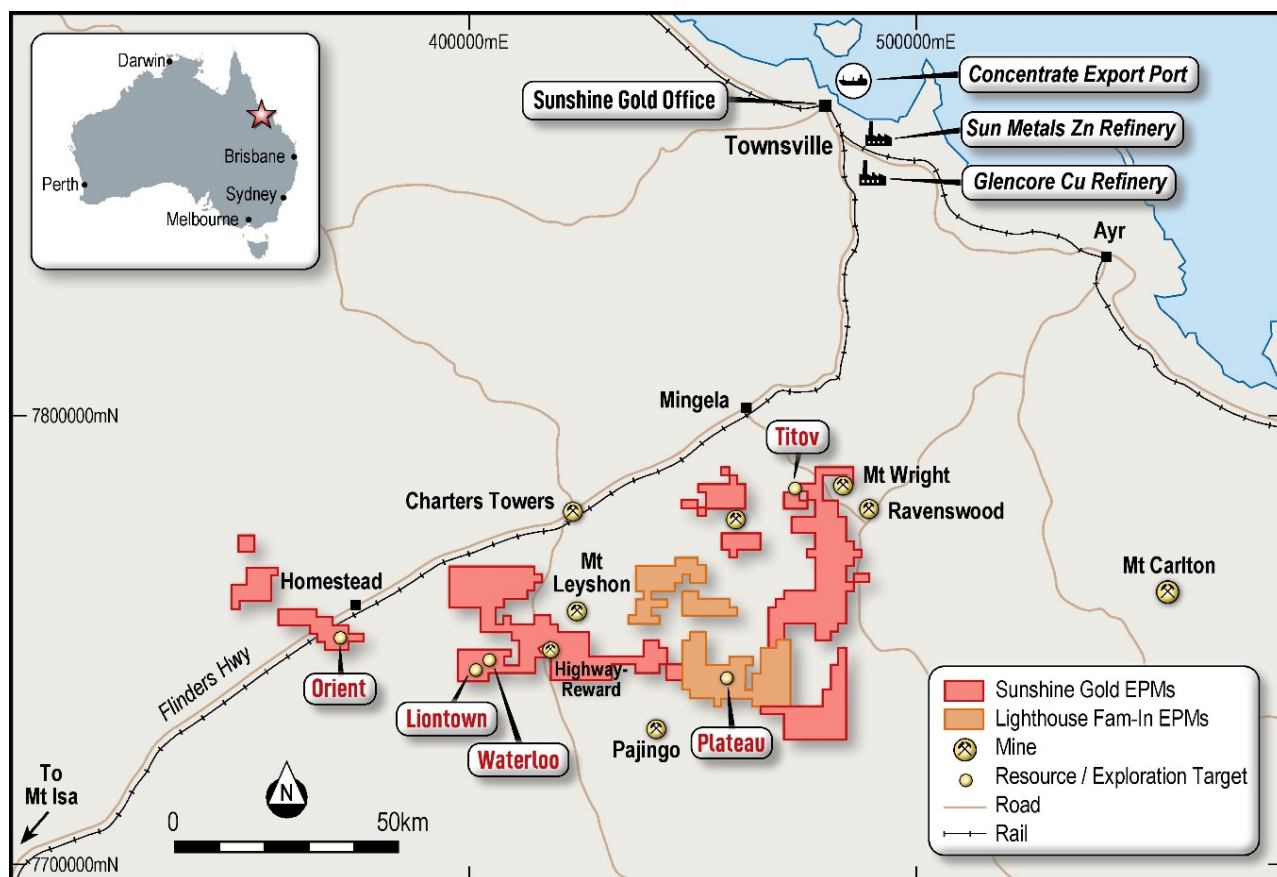 400000mE
500000mE
Darwin
Brisbane
Perth
Sydney
Melbourne
Sunshine Gold Office
Concentrate Export Port
Townsville
Sun Metals Zn Refinery
Glencore Cu Refinery
Ayr
7800000mN
Mingela
Titov
Mt Wright
Charters Towers
Ravenswood
Homestead
Mt
Leyshon
Mt Carlton
Orient
Flinders Hwy
Highway-
Reward
Liontown
Waterloo
Pajingo
Plateau
To
Mt Isa
N
0
50km
7700000mN
Sunshine Gold EPMs
Lighthouse Fam-In EPMs
Mine
Resource / Exploration Target
Road
Rail